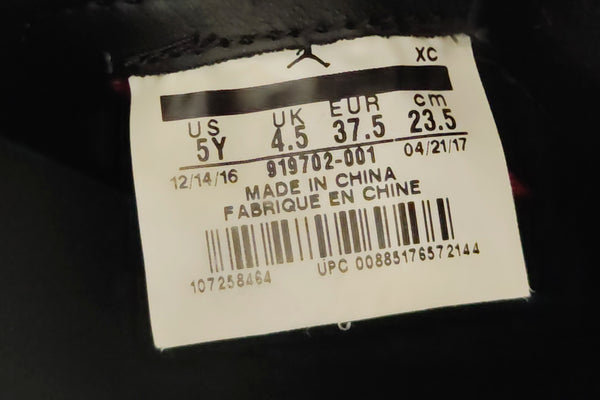 XC
US UK EUR cm
5Y 4.5 37.5 23.5
12/14/16 919702-001 04/21/17
MADE IN CHINA
FABRIQUE EN CHINE
107258464 UPC 00885176572144